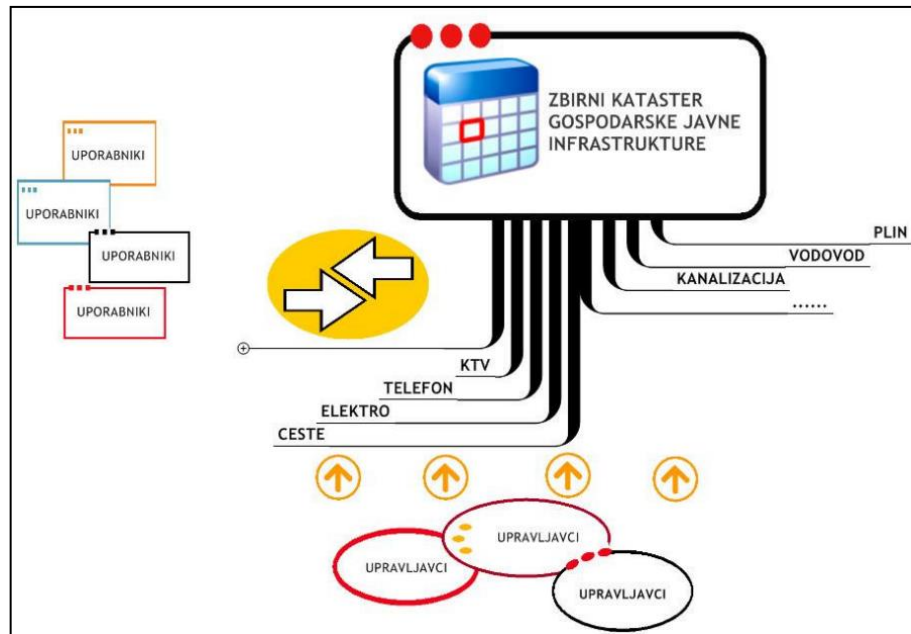 ZBIRNI KATASTER
GOSPODARSKE JAVNE
INFRASTRUKTURE
UPORABNIKI
UPORABNIKI
UPORABNIKI
UPORABNIKI
PLIN
VODOVOD
KANALIZACIJA
......
KTV
TELEFON
ELEKTRO
CESTE
UPRAVLJAVCI
UPRAVLJAVCI
UPRAVLJAVCI